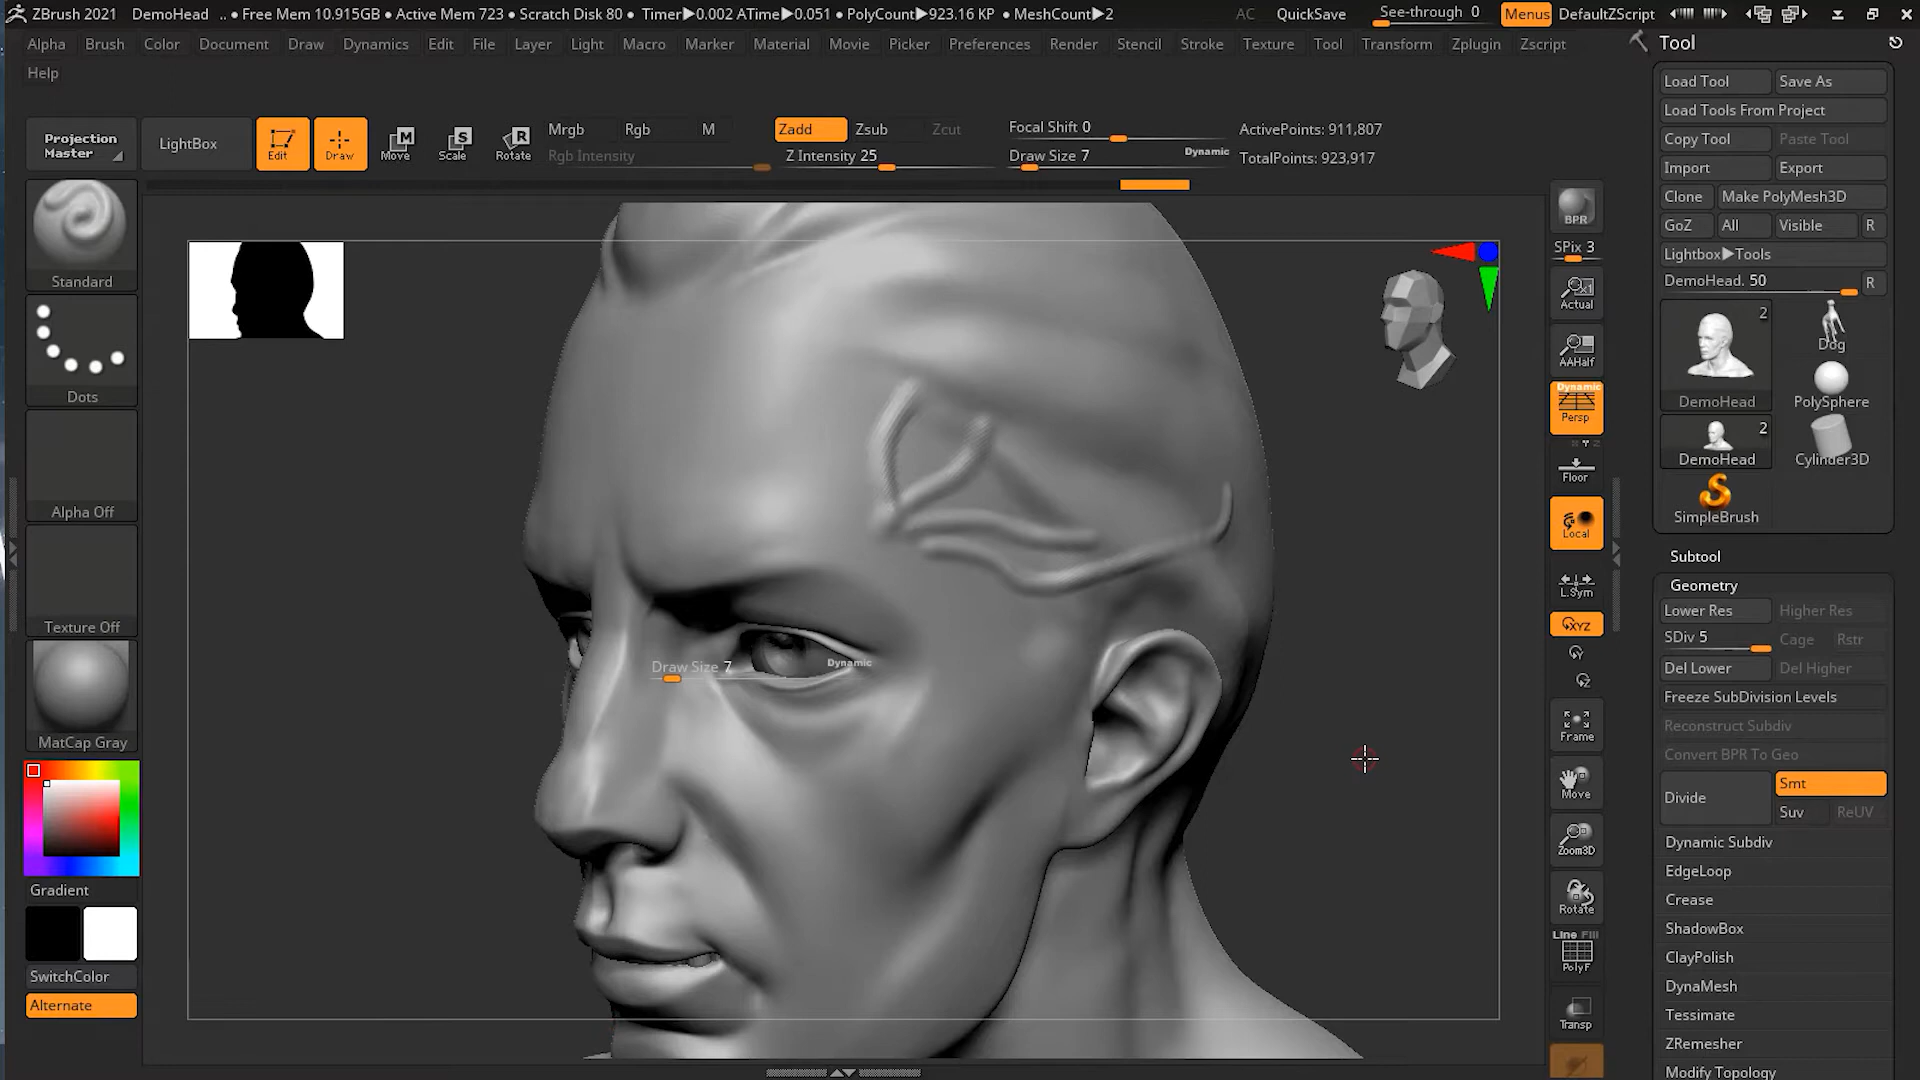 ZBrush 2021 DemoHead .. • Free Mem 10.915GB • Active Mem 723 • Scratch Disk 80 • Timer▶0.002 ATime▶0.051 • PolyCount▶923.16 KP • MeshCount▶2 AC QuickSave See-through 0 Menus DefaultZScript
Alpha Brush Color Document Draw Dynamics Edit File Layer Light Macro Marker Material Movie Picker Preferences Render Stencil Stroke Texture Tool Transform Zplugin Zscript
Help
Projection
Master
LightBox
Edit
Draw
M
Move
S
Scale
R
Rotate
Mrgb Rgb M
Rgb Intensity
Zadd Zsub Zcut
Z Intensity 25
Focal Shift 0
Draw Size 7 Dynamic
ActivePoints: 911,807
TotalPoints: 923,917
Standard
Dots
Alpha Off
Texture Off
MatCap Gray
Gradient
SwitchColor
Alternate
Draw Size 7 Dynamic
BPR
SPix 3
x1
Actual
AAHalf
Dynamic
Persp
X Y Z
Floor
Local
L.Sym
XYZ
Y
Z
Frame
Move
Zoom3D
Rotate
Line Fill
PolyF
Transp
Tool
Load Tool Save As
Load Tools From Project
Copy Tool Paste Tool
Import Export
Clone Make PolyMesh3D
GoZ All Visible R
Lightbox▶Tools
DemoHead. 50 R
2
DemoHead
Dog
PolySphere
2
DemoHead
Cylinder3D
SimpleBrush
Subtool
Geometry
Lower Res Higher Res
SDiv 5 Cage Rstr
Del Lower Del Higher
Freeze SubDivision Levels
Reconstruct Subdiv
Convert BPR To Geo
Divide Smt
Suv ReUV
Dynamic Subdiv
EdgeLoop
Crease
ShadowBox
ClayPolish
DynaMesh
Tessimate
ZRemesher
Modify Topology